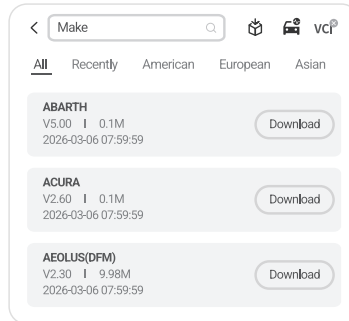 Make
VCI
All Recently American European Asian
ABARTH
V5.00 | 0.1M
2026-03-06 07:59:59
Download
ACURA
V2.60 | 0.1M
2026-03-06 07:59:59
Download
AEOLUS(DFM)
V2.30 | 9.98M
2026-03-06 07:59:59
Download